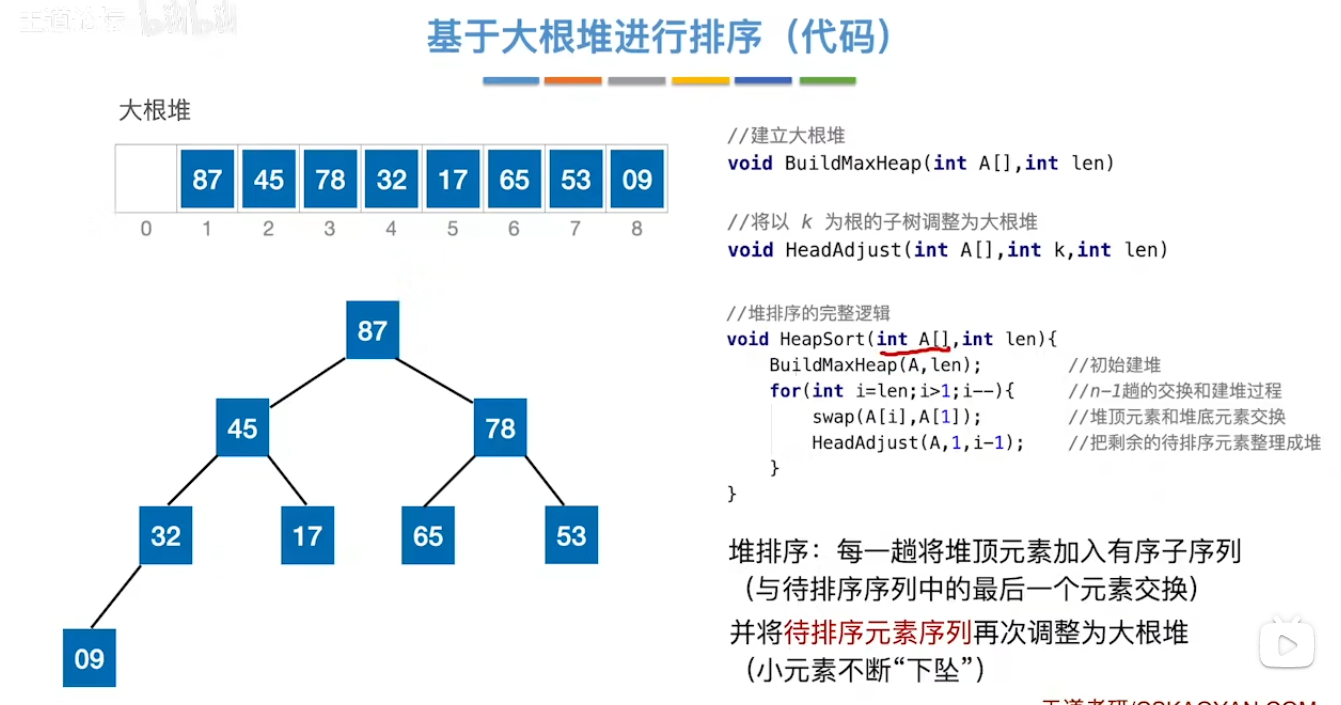 王道论坛 bilibili
基于大根堆进行排序（代码）
大根堆
87 45 78 32 17 65 53 09
0 1 2 3 4 5 6 7 8
87
45 78
32 17 65 53
09
//建立大根堆
void BuildMaxHeap(int A[],int len)
//将以 k 为根的子树调整为大根堆
void HeadAdjust(int A[],int k,int len)
//堆排序的完整逻辑
void HeapSort(int A[],int len){
BuildMaxHeap(A,len); //初始建堆
for(int i=len;i>1;i--){ //n-1趟的交换和建堆过程
swap(A[i],A[1]); //堆顶元素和堆底元素交换
HeadAdjust(A,1,i-1); //把剩余的待排序元素整理成堆
}
}
堆排序：每一趟将堆顶元素加入有序子序列
（与待排序序列中的最后一个元素交换）
并将待排序元素序列再次调整为大根堆
（小元素不断“下坠”）
王道考研/CSKAOYAN.COM